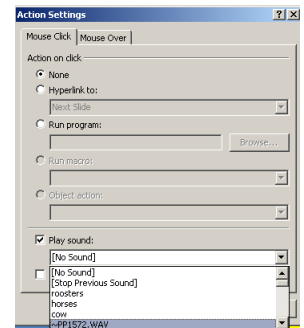 Action Settings
Mouse Click Mouse Over
Action on click
None
Hyperlink to:
Next Slide
Run program:
Browse...
Run macro:
Object action:
Play sound:
[No Sound]
[No Sound]
[Stop Previous Sound]
roosters
horses
cow
~PP1572.WAV